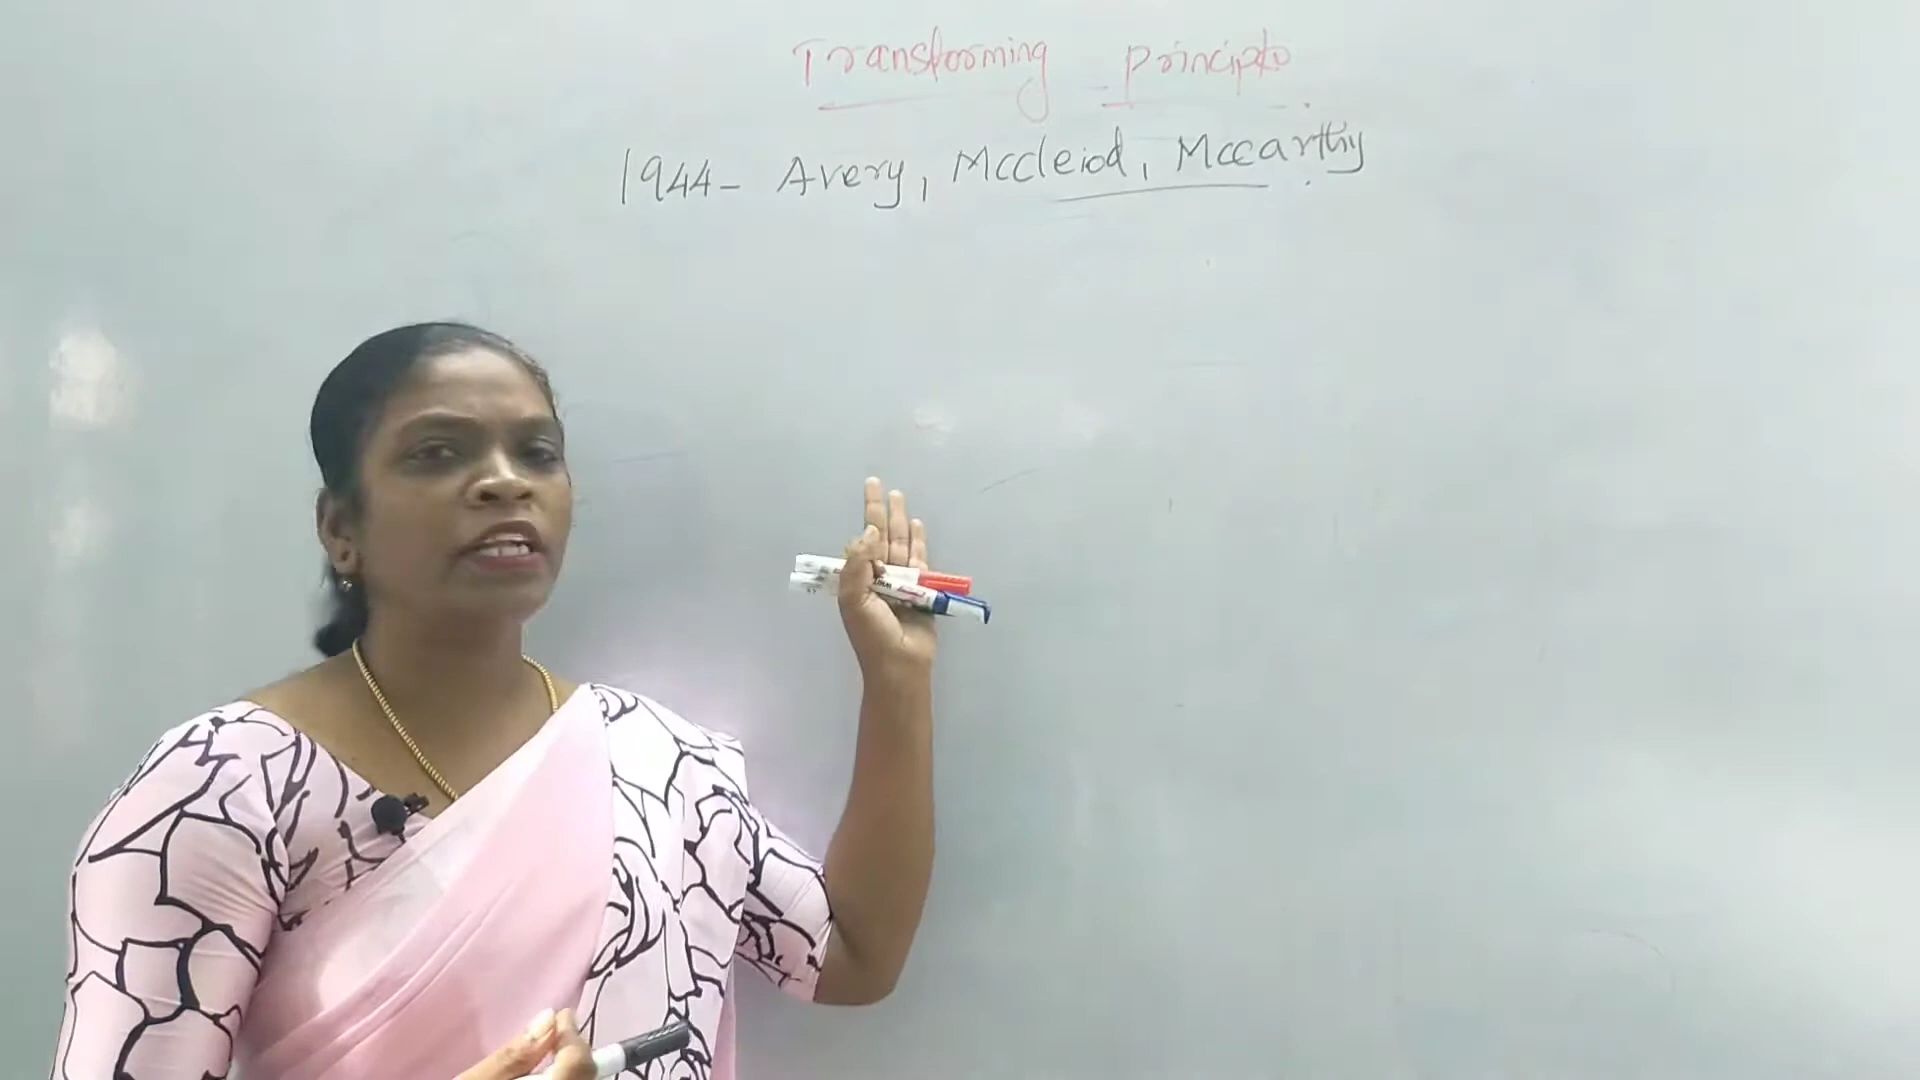 Transforming principle
1944- Avery, Mccleiod, Mccarthy